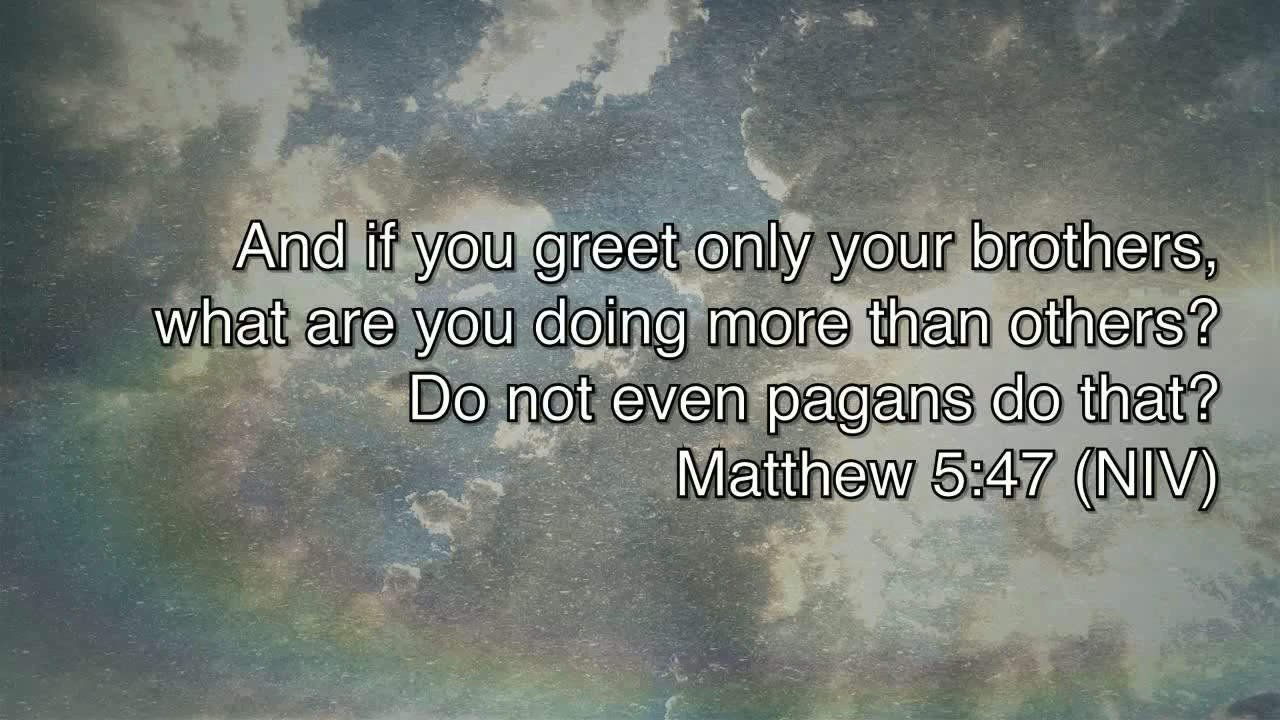 And if you greet only your brothers,
what are you doing more than others?
Do not even pagans do that?
Matthew 5:47 (NIV)